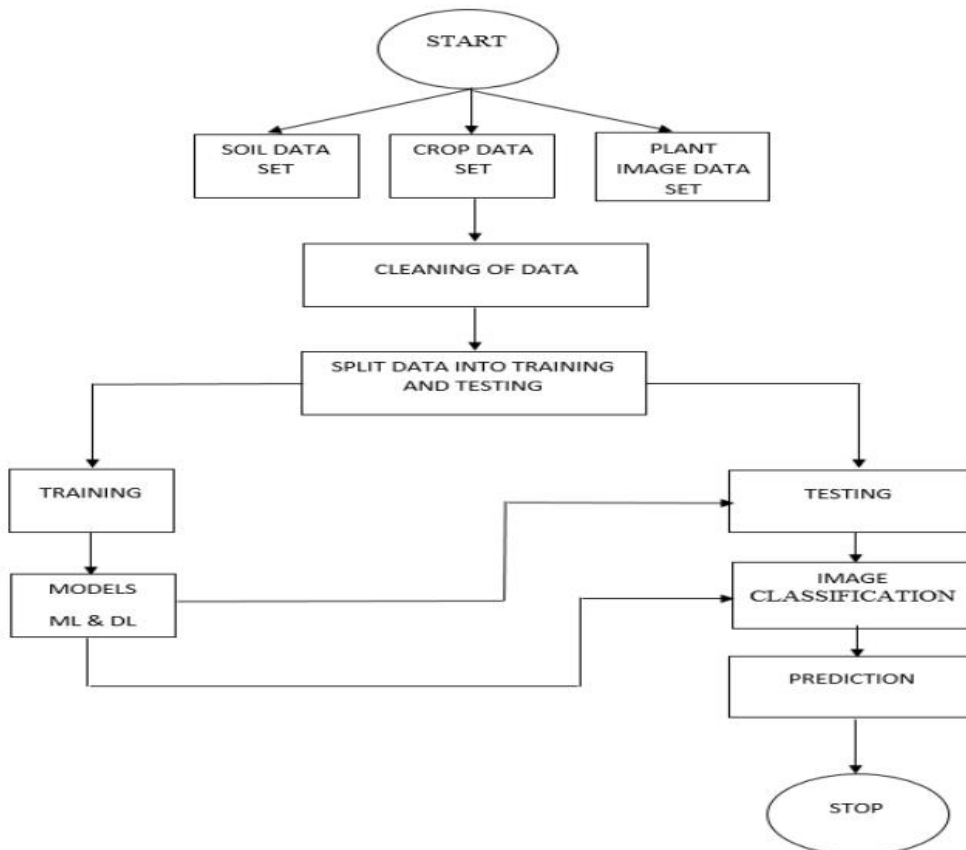 START
SOIL DATA
SET
CROP DATA
SET
PLANT
IMAGE DATA
SET
CLEANING OF DATA
SPLIT DATA INTO TRAINING
AND TESTING
TRAINING
TESTING
MODELS
ML & DL
IMAGE
CLASSIFICATION
PREDICTION
STOP